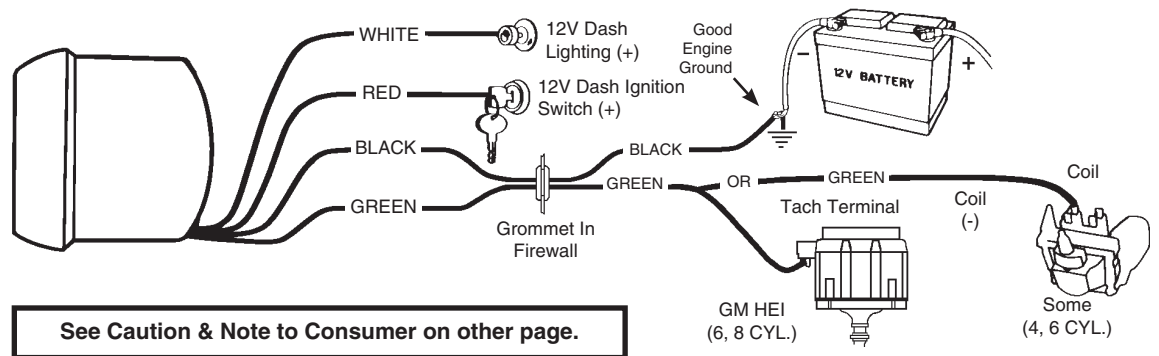 WHITE
12V Dash
Lighting (+)
RED
12V Dash Ignition
Switch (+)
BLACK
GREEN
Grommet In
Firewall
BLACK
GREEN
Good
Engine
Ground
–
+
12V BATTERY
OR
GREEN
Coil
(-)
Coil
Tach Terminal
GM HEI
(6, 8 CYL.)
Some
(4, 6 CYL.)
See Caution & Note to Consumer on other page.